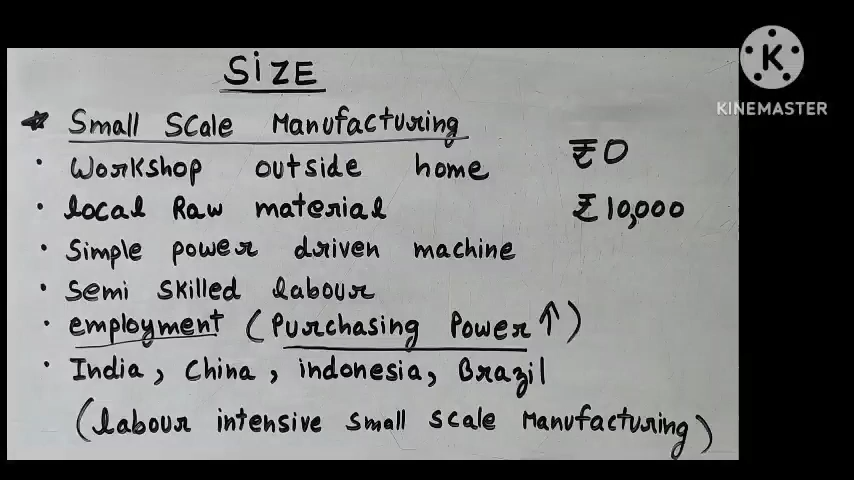 SIZE
* Small Scale Manufacturing
· Workshop outside home
₹0
· local Raw material
₹10,000
· Simple power driven machine
· Semi skilled labour
· employment (Purchasing Power ↑)
· India, China, indonesia, Brazil
(labour intensive small scale Manufacturing)
K
KINEMASTER